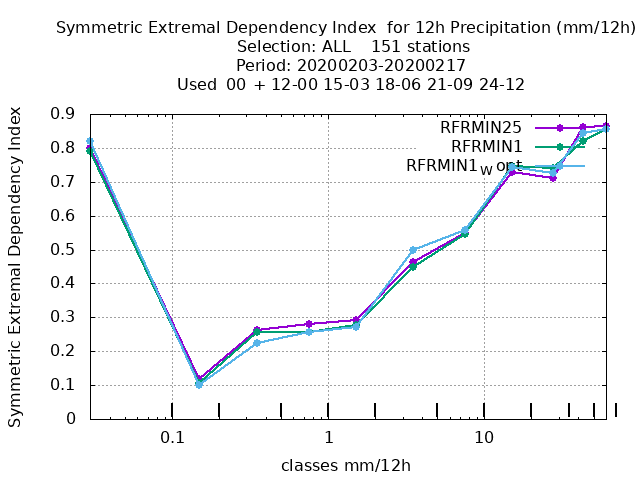 Symmetric Extremal Dependency Index  for 12h Precipitation (mm/12h)
Selection: ALL    151 stations
Period: 20200203-20200217
Used  00 + 12-00 15-03 18-06 21-09 24-12
Symmetric Extremal Dependency Index
0.9
0.8
0.7
0.6
0.5
0.4
0.3
0.2
0.1
0
RFRMIN25
RFRMIN1
RFRMIN1w opt
0.1
1
10
classes mm/12h